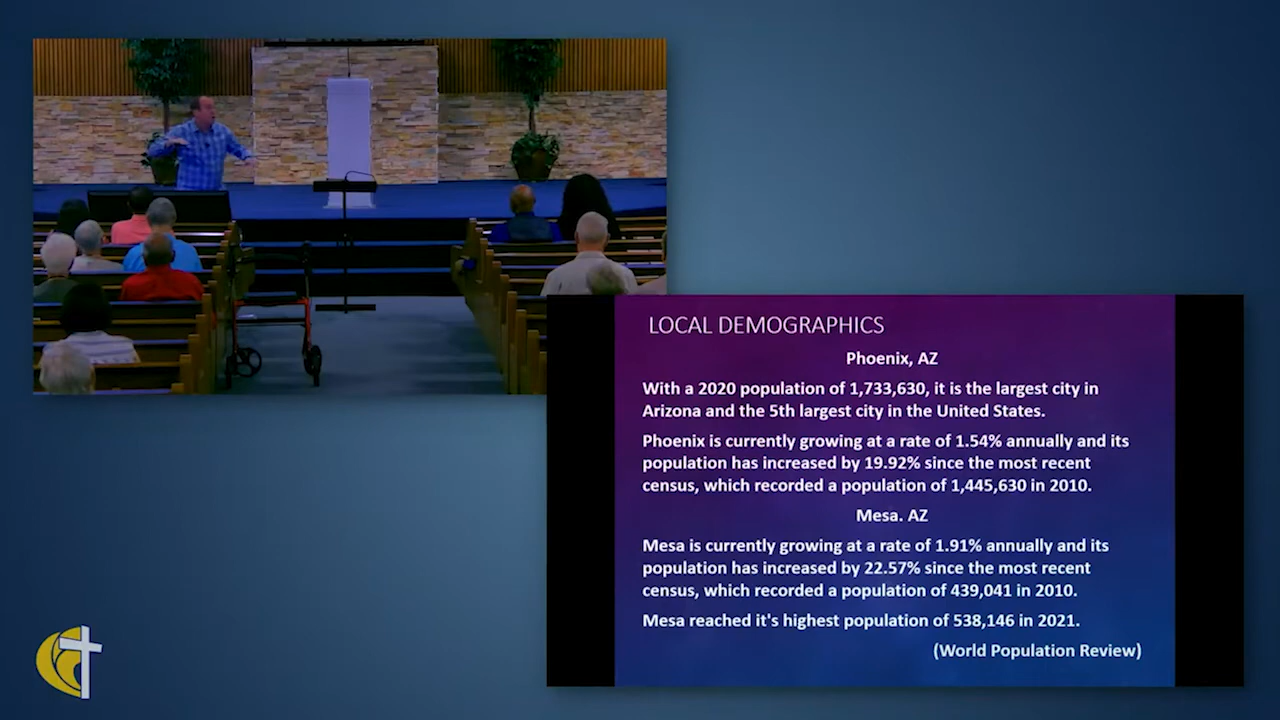 LOCAL DEMOGRAPHICS
Phoenix, AZ
With a 2020 population of 1,733,630, it is the largest city in
Arizona and the 5th largest city in the United States.
Phoenix is currently growing at a rate of 1.54% annually and its
population has increased by 19.92% since the most recent
census, which recorded a population of 1,445,630 in 2010.
Mesa. AZ
Mesa is currently growing at a rate of 1.91% annually and its
population has increased by 22.57% since the most recent
census, which recorded a population of 439,041 in 2010.
Mesa reached it's highest population of 538,146 in 2021.
(World Population Review)